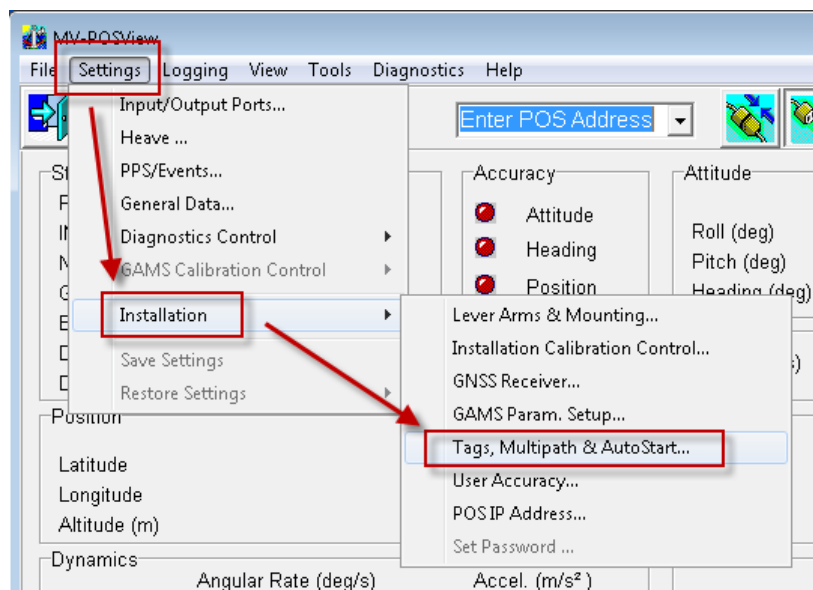 MV-POSView
File Settings Logging View Tools Diagnostics Help
Enter POS Address
Input/Output Ports...
Heave ...
PPS/Events...
General Data...
Diagnostics Control
GAMS Calibration Control
Installation
Save Settings
Restore Settings
Lever Arms & Mounting...
Installation Calibration Control...
GNSS Receiver...
GAMS Param. Setup...
Tags, Multipath & AutoStart...
User Accuracy...
POS IP Address...
Set Password ...
Accuracy
Attitude
Heading
Position
Attitude
Roll (deg)
Pitch (deg)
Heading (deg)
Position
Latitude
Longitude
Altitude (m)
Dynamics
Angular Rate (deg/s) Accel. (m/s²)